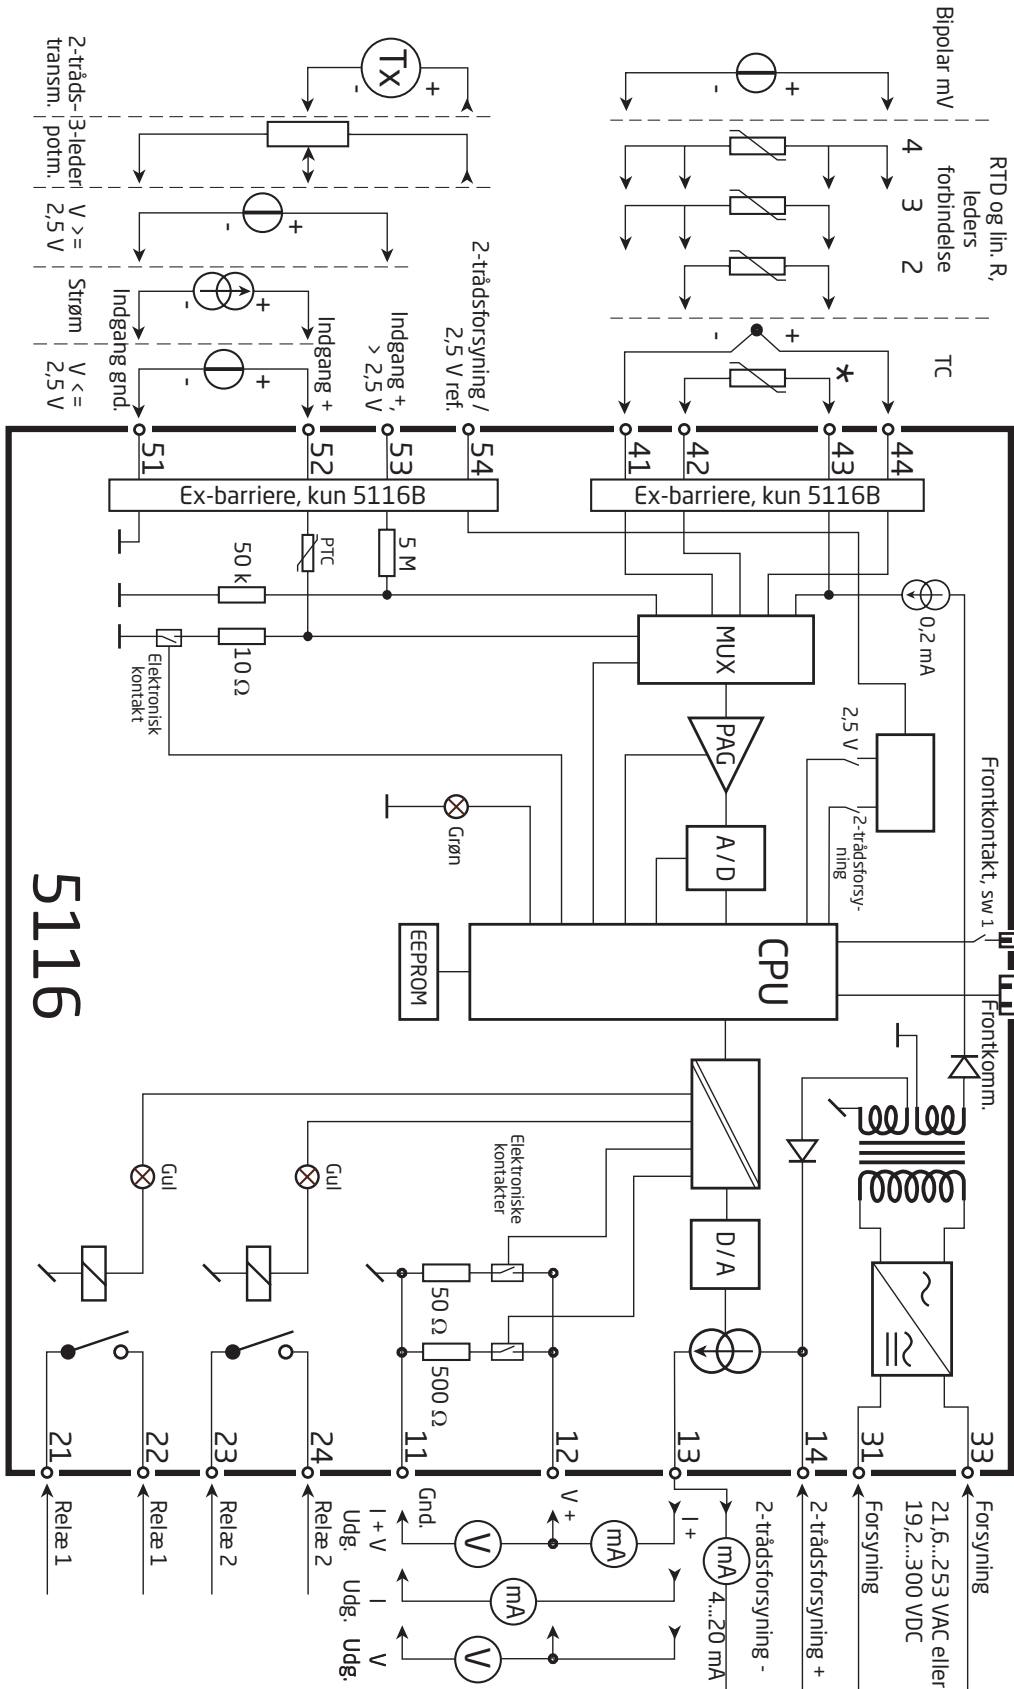 Bipolar mV
-
+
RTD og lin. R,
leders
forbindelse
4
3
2
TC
-
+
*
2-tråds-
transm.
Tx
-
+
3-leder
potm.
V >=
2,5 V
-
+
Strøm
-
+
V <=
2,5 V
-
+
Indgang gnd.
Indgang +
Indgang +,
> 2,5 V
2-trådsforsyning /
2,5 V ref.
51
52
53
54
41
42
43
44
Ex-barriere, kun 5116B
Ex-barriere, kun 5116B
50 k
PTC
5 M
10 Ω
Elektronisk
kontakt
MUX
0,2 mA
PAG
2,5 V
2-trådsforsy-
ning
Grøn
A/D
Frontkontakt, sw 1
CPU
EEPROM
5116
Frontkomm.
Gul
Gul
Elektroniske
kontakter
D/A
50 Ω
500 Ω
21
22
23
24
11
12
13
14
31
33
Relæ 1
Relæ 1
Relæ 2
Relæ 2
Gnd.
V +
I +
I + V
Udg.
V
mA
I
Udg.
mA
V
Udg.
V
mA
4...20 mA
2-trådsforsyning -
2-trådsforsyning +
Forsyning
21,6...253 VAC eller
19,2...300 VDC
Forsyning